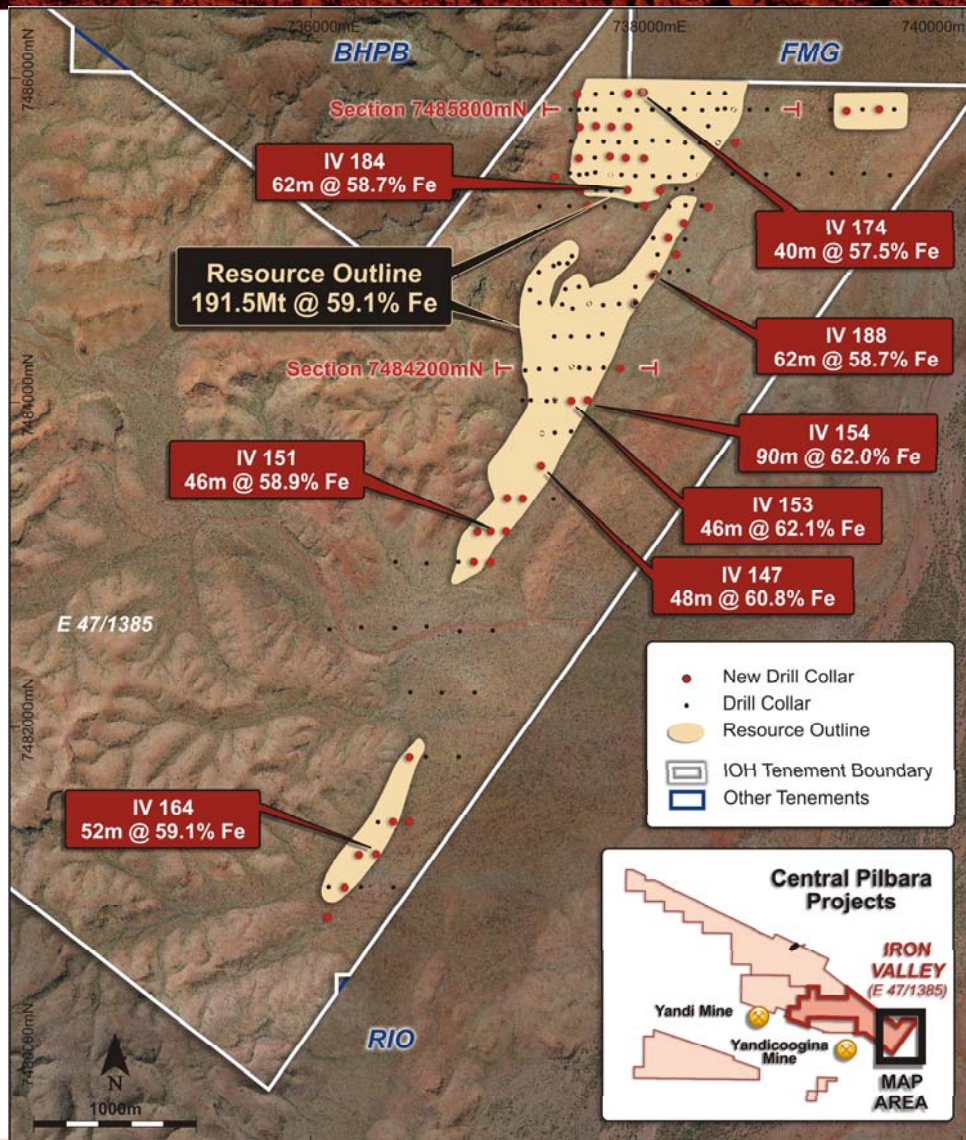 736000mE
738000mE
740000mE
7486000mN
BHPB
FMG
Section 7485800mN
IV 184
62m @ 58.7% Fe
IV 174
40m @ 57.5% Fe
Resource Outline
191.5Mt @ 59.1% Fe
IV 188
62m @ 58.7% Fe
Section 7484200mN
7484000mN
IV 154
90m @ 62.0% Fe
IV 151
46m @ 58.9% Fe
IV 153
46m @ 62.1% Fe
IV 147
48m @ 60.8% Fe
E 47/1385
New Drill Collar
Drill Collar
Resource Outline
IOH Tenement Boundary
Other Tenements
7482000mN
IV 164
52m @ 59.1% Fe
Central Pilbara
Projects
IRON
VALLEY
(E 47/1385)
Yandi Mine
Yandicoogina
Mine
MAP
AREA
RIO
7480000mN
N
1000m